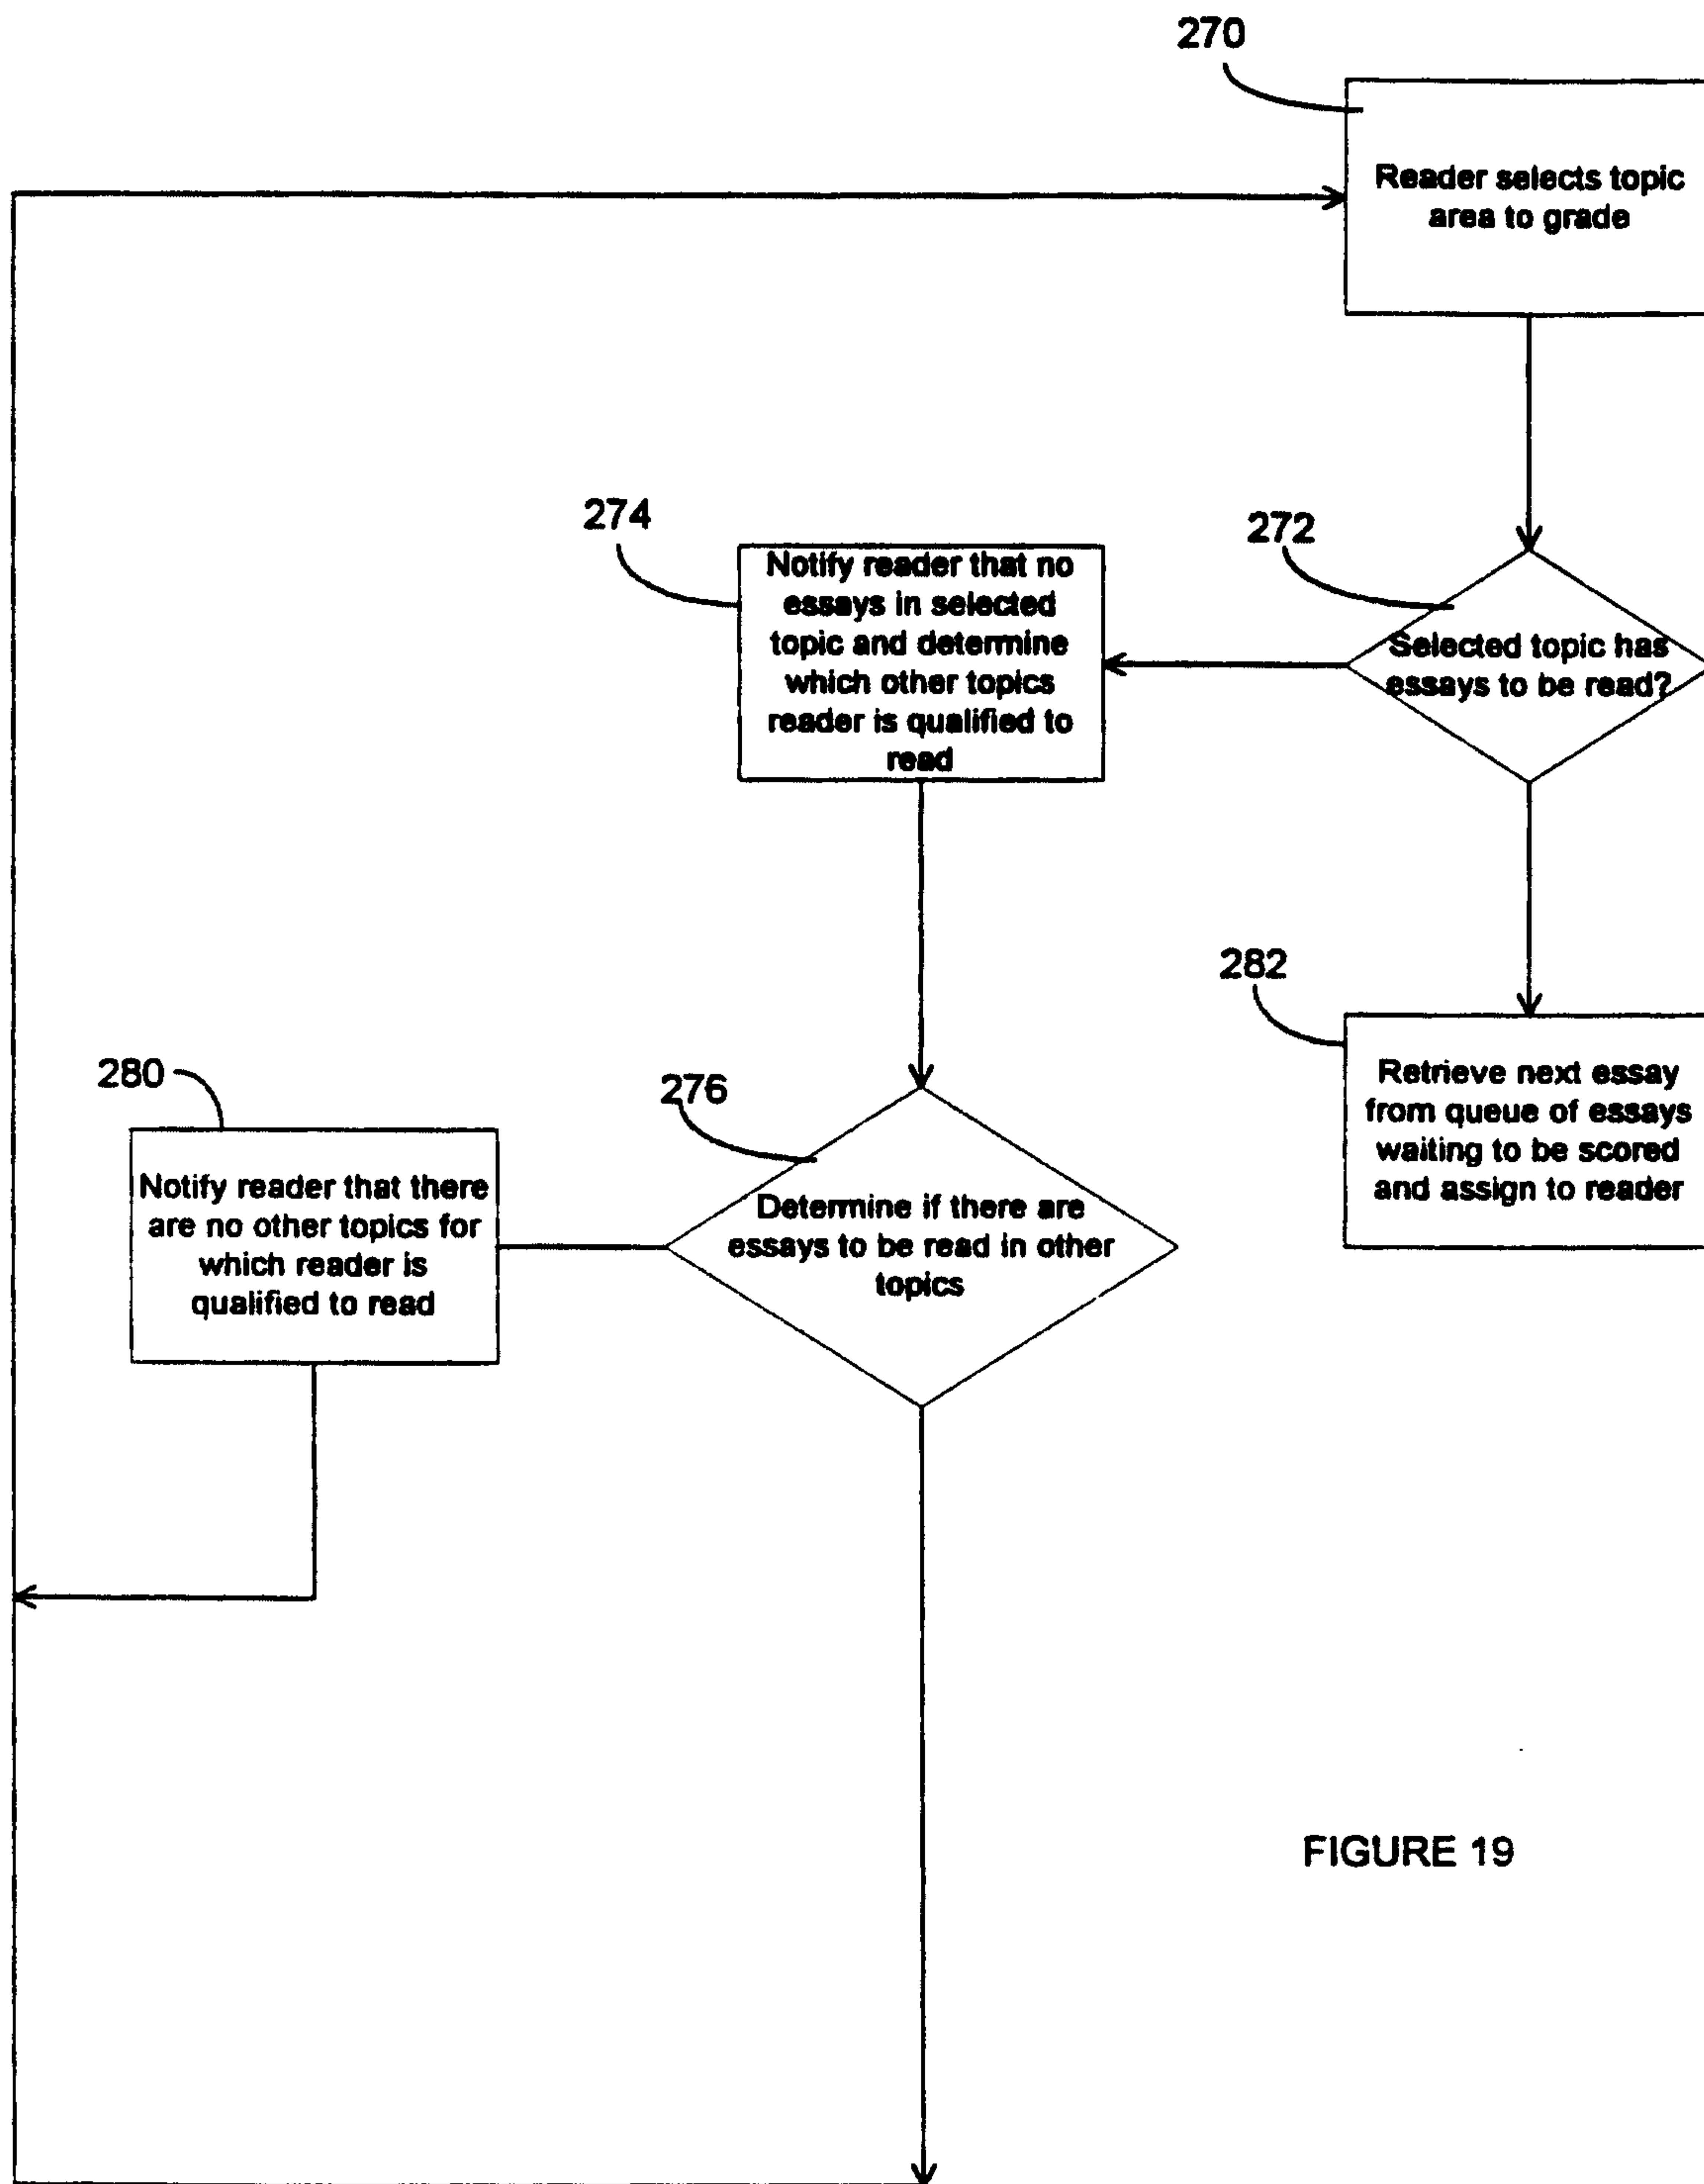 270
Reader selects topic
area to grade
274
Notify reader that no
essays in selected
topic and determine
which other topics
reader is qualified to
read
272
Selected topic has
essays to be read?
282
Retrieve next essay
from queue of essays
waiting to be scored
and assign to reader
280
Notify reader that there
are no other topics for
which reader is
qualified to read
276
Determine if there are
essays to be read in other
topics
FIGURE 19